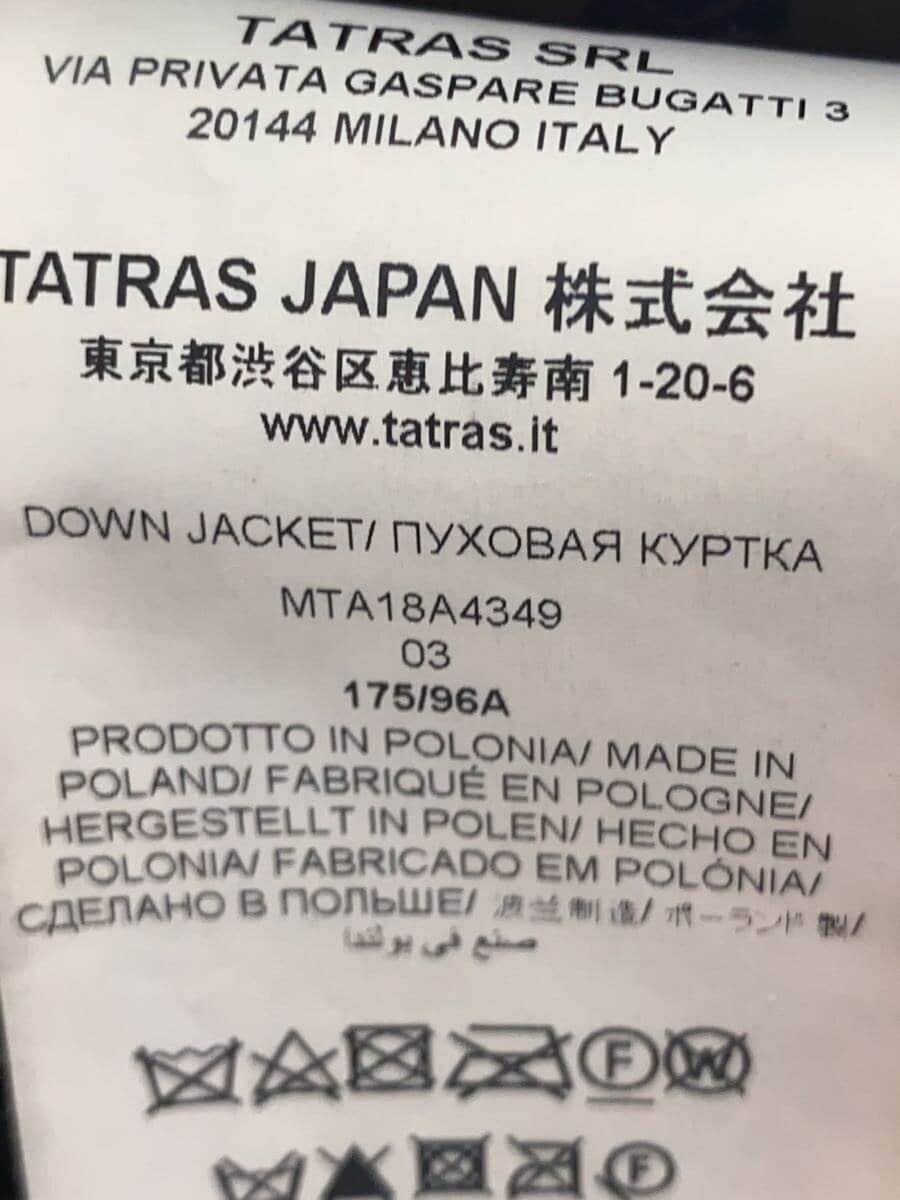 TATRAS SRL
VIA PRIVATA GASPARE BUGATTI 3
20144 MILANO ITALY
TATRAS JAPAN 株式会社
東京都渋谷区恵比寿南 1-20-6
www.tatras.it
DOWN JACKET/ ПУХОВАЯ КУРТКА
MTA18A4349
03
175/96A
PRODOTTO IN POLONIA/ MADE IN
POLAND/ FABRIQUÉ EN POLOGNE/
HERGESTELLT IN POLEN/ HECHO EN
POLONIA/ FABRICADO EM POLÓNIA/
СДЕЛАНО В ПОЛЬШЕ/ 波兰制造/ ポーランド製/
صنع في بولندا
F W
F